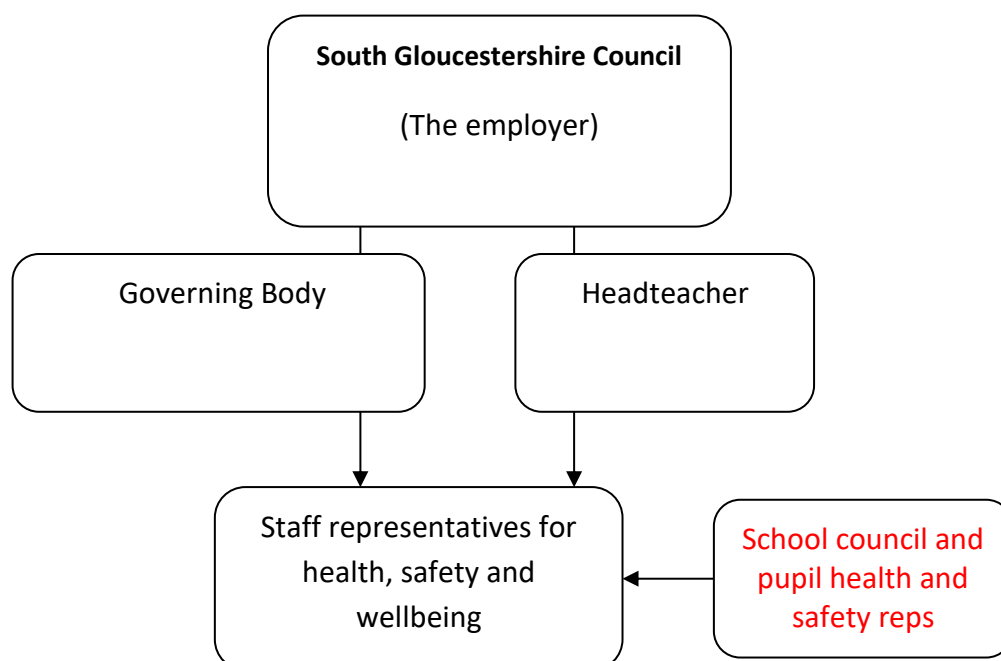 South Gloucestershire Council
(The employer)
Governing Body
Headteacher
Staff representatives for
health, safety and
wellbeing
School council and
pupil health and
safety reps